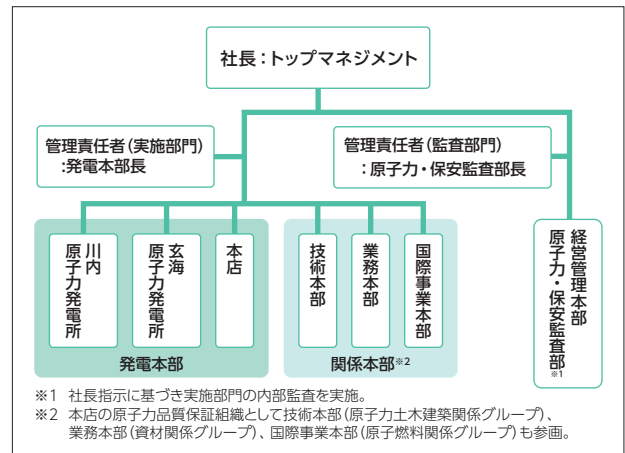 社長：トップマネジメント
管理責任者（実施部門）
：発電本部長
管理責任者（監査部門）
：原子力・保安監査部長
川内
原子力発電所
玄海
原子力発電所
本店
発電本部
技術本部
業務本部
国際事業本部
関係本部※2
経営管理本部
原子力・保安監査部※1
※1 社長指示に基づき実施部門の内部監査を実施。
※2 本店の原子力品質保証組織として技術本部（原子力土木建築関係グループ）、
業務本部（資材関係グループ）、国際事業本部（原子燃料関係グループ）も参画。